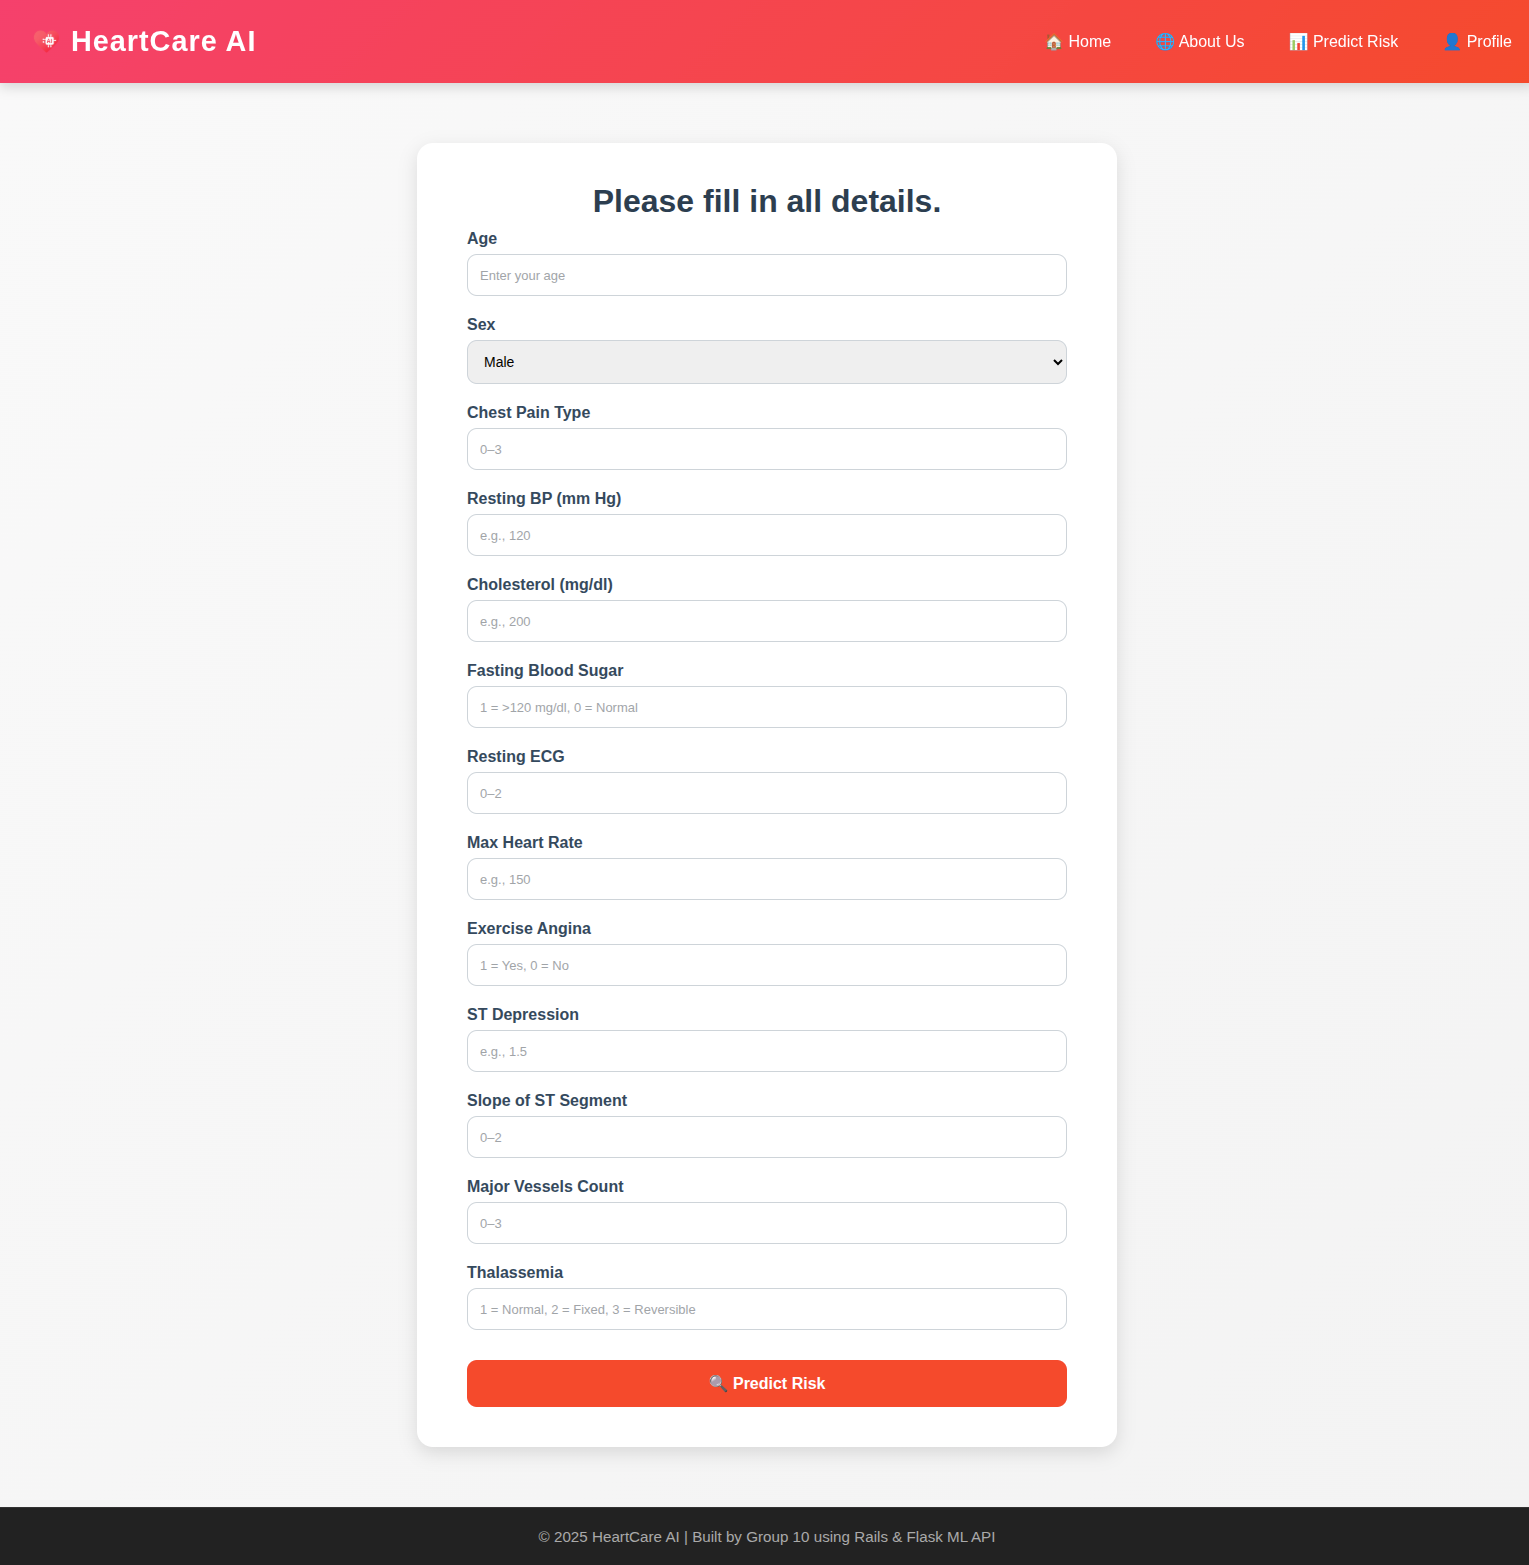 HeartCare AI
🏠 Home
🌐 About Us
📊 Predict Risk
👤 Profile
Please fill in all details.
Age
Enter your age
Sex
Male
Chest Pain Type
0–3
Resting BP (mm Hg)
e.g., 120
Cholesterol (mg/dl)
e.g., 200
Fasting Blood Sugar
1 = >120 mg/dl, 0 = Normal
Resting ECG
0–2
Max Heart Rate
e.g., 150
Exercise Angina
1 = Yes, 0 = No
ST Depression
e.g., 1.5
Slope of ST Segment
0–2
Major Vessels Count
0–3
Thalassemia
1 = Normal, 2 = Fixed, 3 = Reversible
🔍 Predict Risk
© 2025 HeartCare AI | Built by Group 10 using Rails & Flask ML API